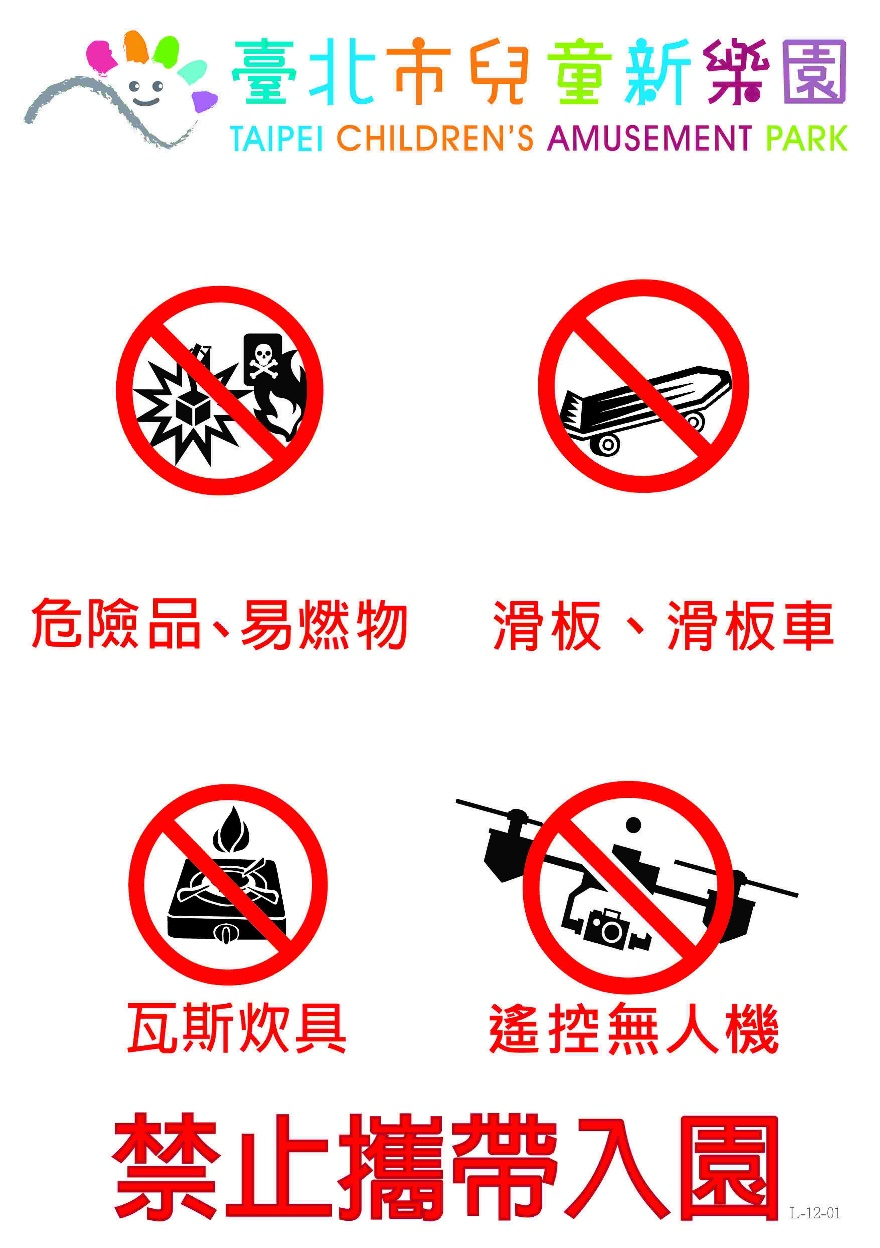 臺北市兒童新樂園
TAIPEI CHILDREN'S AMUSEMENT PARK
危險品、易燃物
滑板、滑板車
瓦斯炊具
遙控無人機
禁止攜帶入園
L-12-01